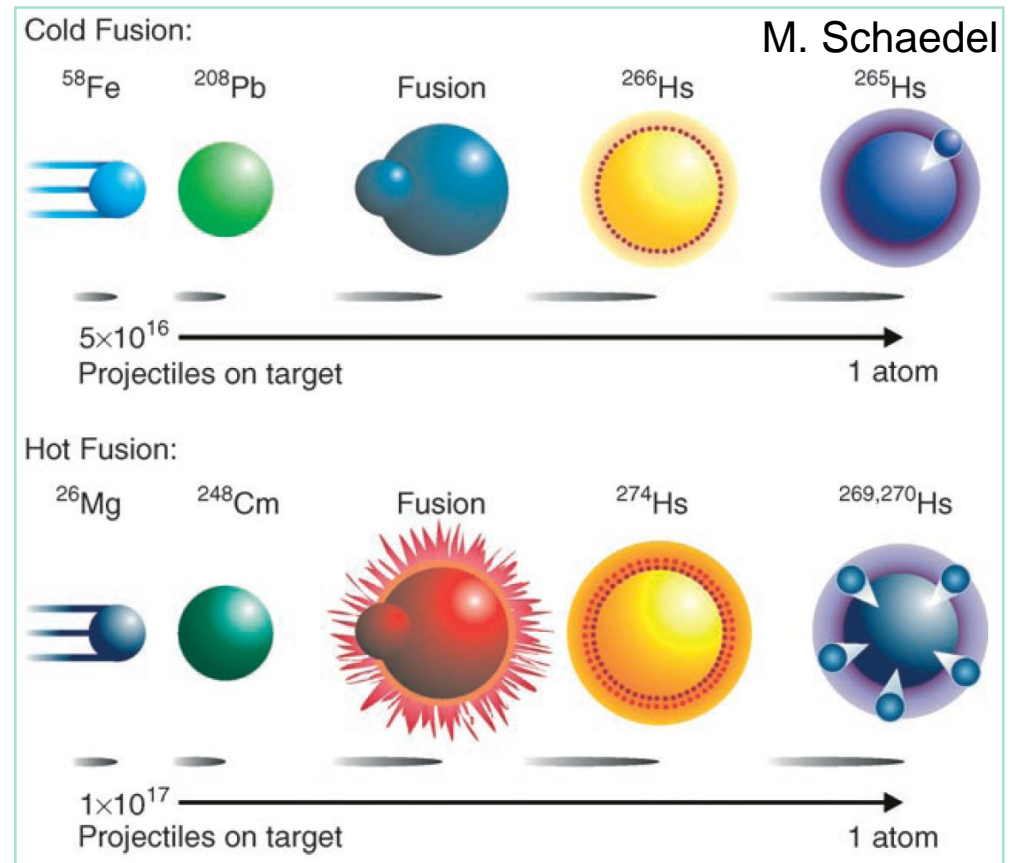 Cold Fusion:
M. Schaedel
⁵⁸Fe ²⁰⁸Pb Fusion ²⁶⁶Hs ²⁶⁵Hs
5×10¹⁶
Projectiles on target 1 atom
Hot Fusion:
²⁶Mg ²⁴⁸Cm Fusion ²⁷⁴Hs ²⁶⁹,²⁷⁰Hs
1×10¹⁷
Projectiles on target 1 atom